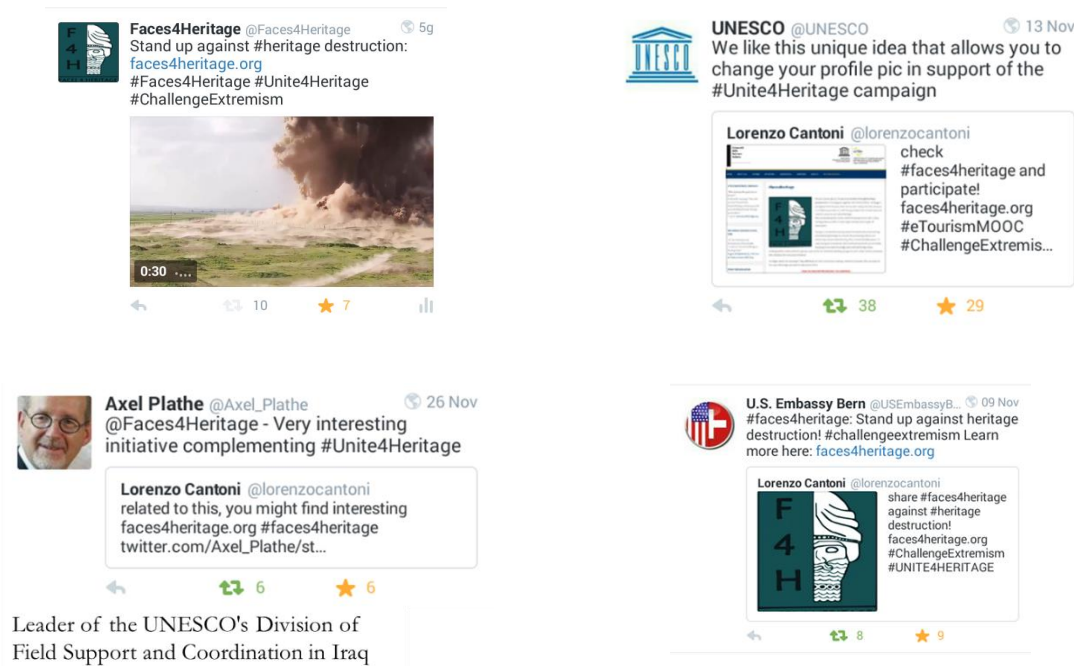 Faces4Heritage @Faces4Heritage 5g
Stand up against #heritage destruction:
faces4heritage.org
#Faces4Heritage #Unite4Heritage
#ChallengeExtremism
F
4
H
0:30 ·...
10 7
UNESCO @UNESCO 13 Nov
We like this unique idea that allows you to
change your profile pic in support of the
#Unite4Heritage campaign
UNESCO
Lorenzo Cantoni @lorenzocantoni
check
#faces4heritage and
participate!
faces4heritage.org
#eTourismMOOC
#ChallengeExtremis...
F
4
H
38 29
Axel Plathe @Axel_Plathe 26 Nov
@Faces4Heritage - Very interesting
initiative complementing #Unite4Heritage
Lorenzo Cantoni @lorenzocantoni
related to this, you might find interesting
faces4heritage.org #faces4heritage
twitter.com/Axel_Plathe/st...
6 6
Leader of the UNESCO's Division of
Field Support and Coordination in Iraq
U.S. Embassy Bern @USEmbassyB... 09 Nov
#faces4heritage: Stand up against heritage
destruction! #challengeextremism Learn
more here: faces4heritage.org
Lorenzo Cantoni @lorenzocantoni
share #faces4heritage
against #heritage
destruction!
faces4heritage.org
#ChallengeExtremism
#UNITE4HERITAGE
F
4
H
8 9